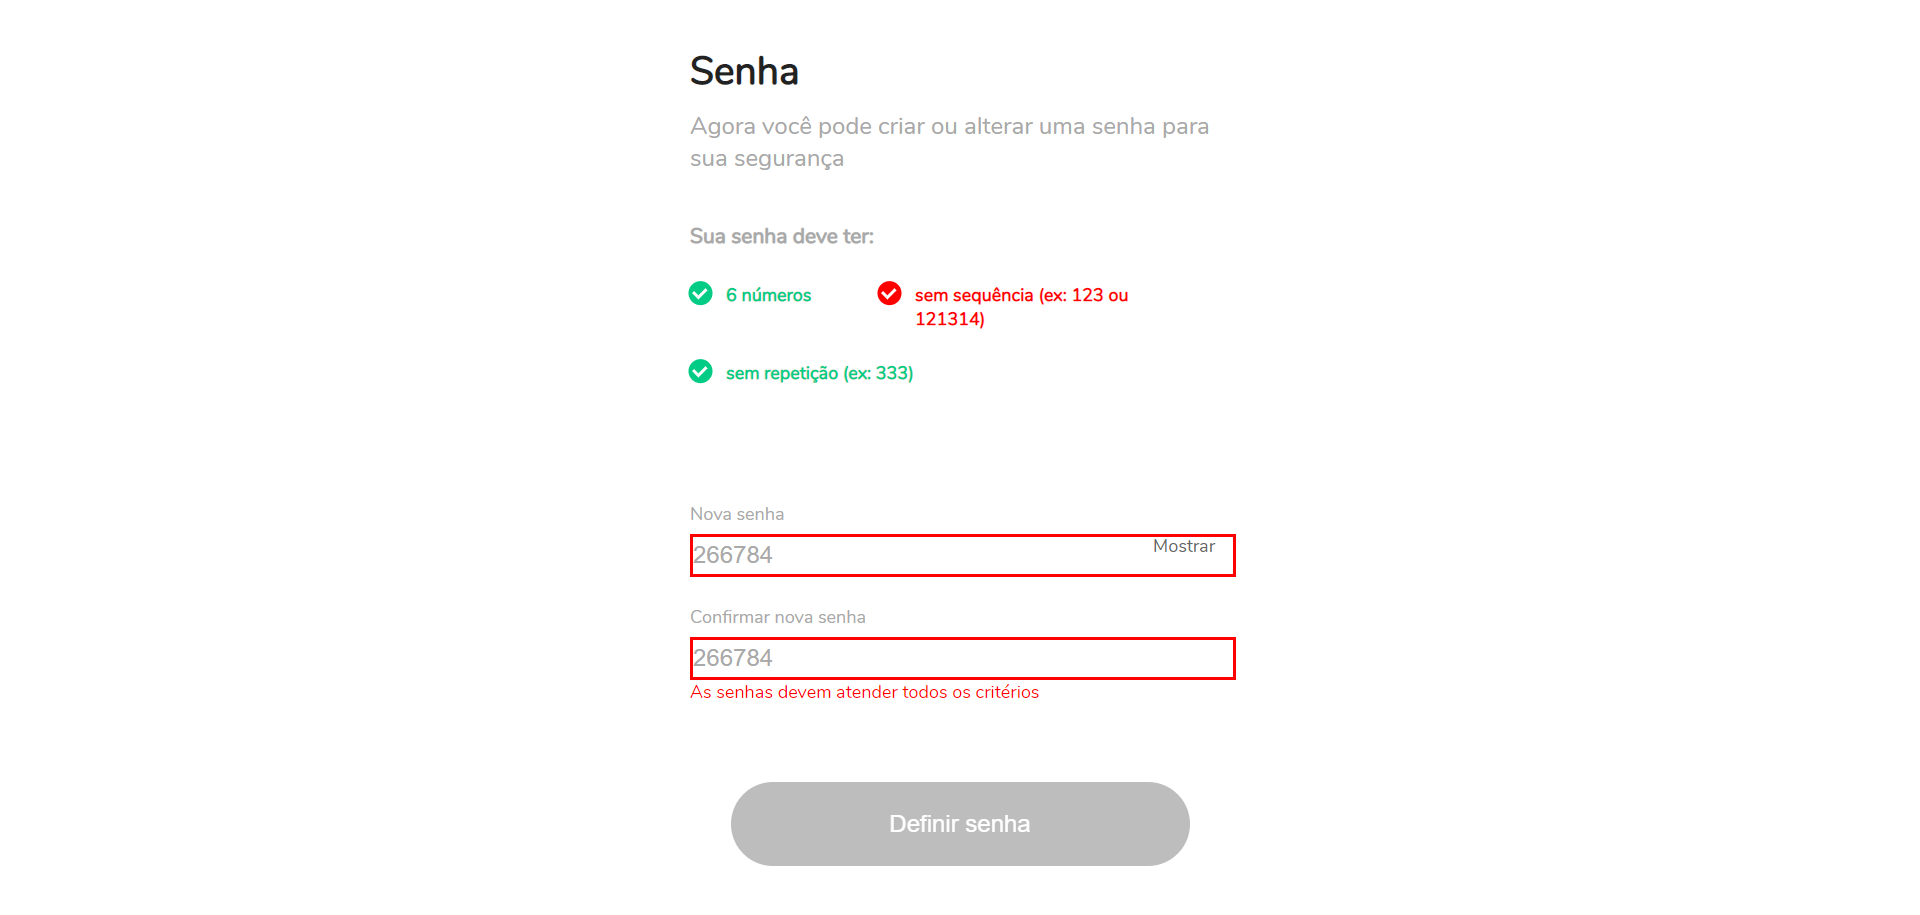 Senha
Agora você pode criar ou alterar uma senha para
sua segurança
Sua senha deve ter:
6 números
sem sequência (ex: 123 ou
121314)
sem repetição (ex: 333)
Nova senha
266784
Mostrar
Confirmar nova senha
266784
As senhas devem atender todos os critérios
Definir senha